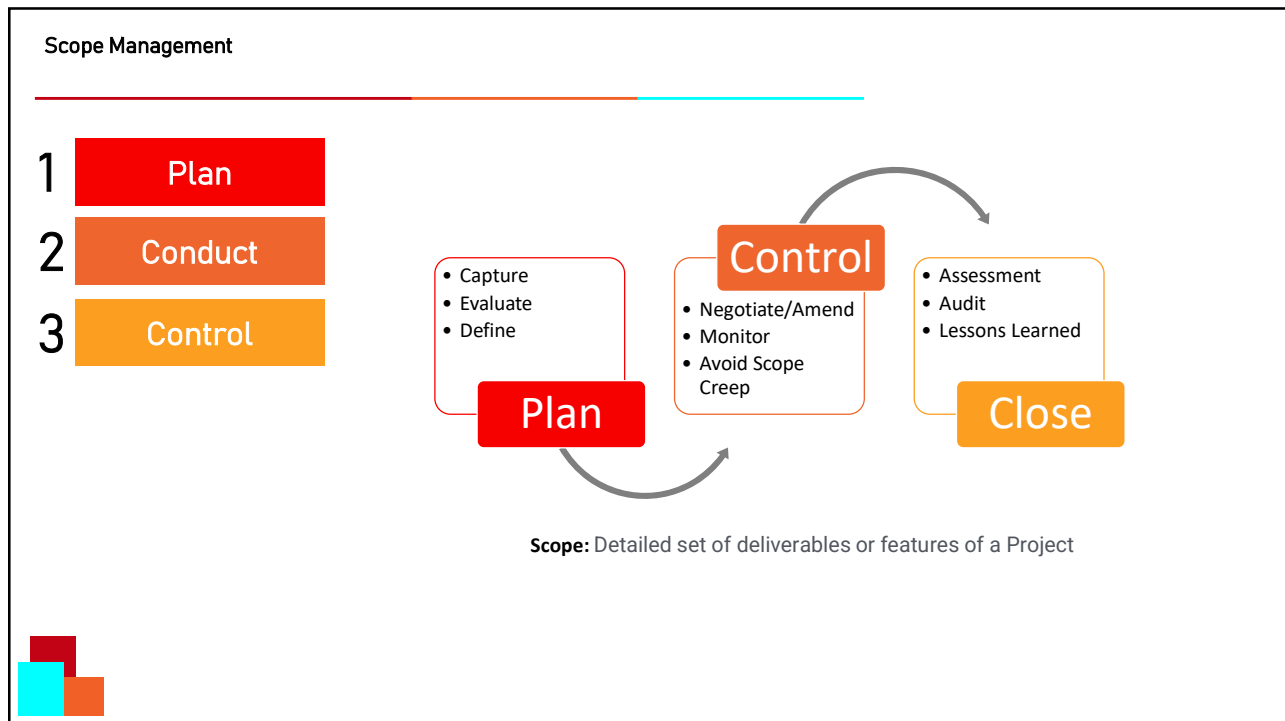 Scope Management
1
Plan
2
Conduct
3
Control
• Capture
• Evaluate
• Define
Plan
Control
• Negotiate/Amend
• Monitor
• Avoid Scope
Creep
• Assessment
• Audit
• Lessons Learned
Close
Scope: Detailed set of deliverables or features of a Project